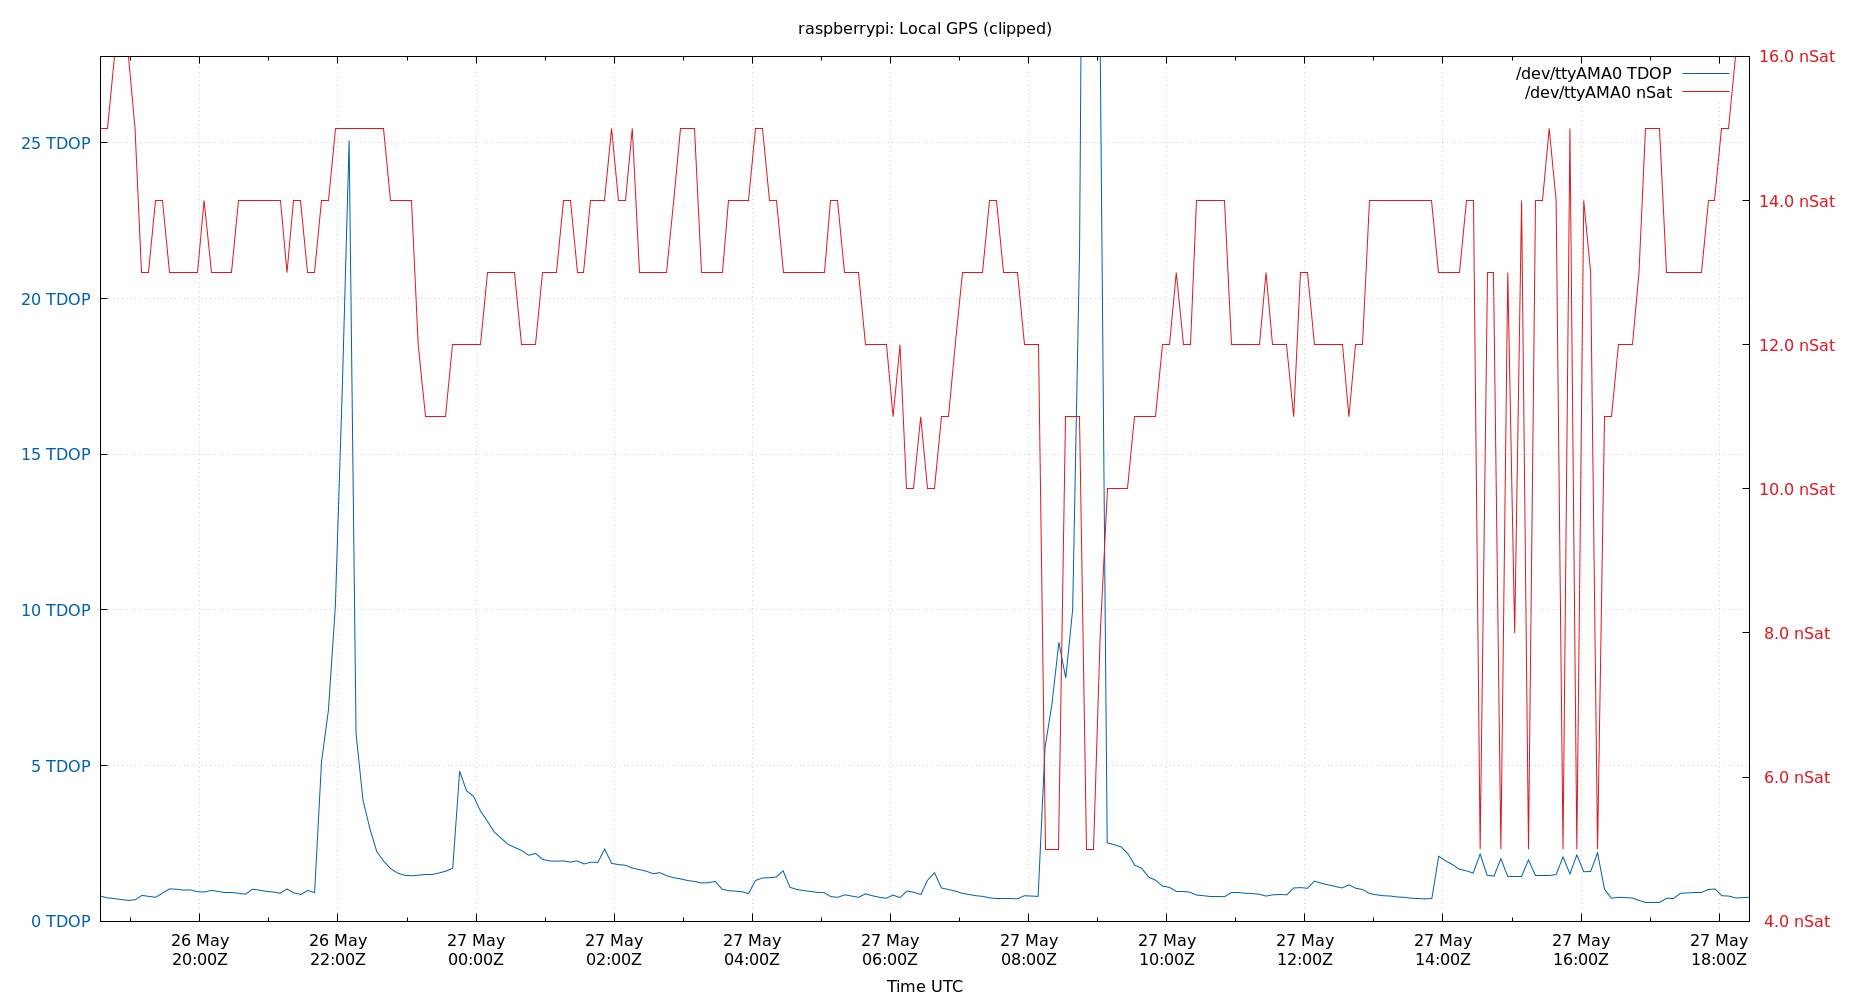 raspberrypi: Local GPS (clipped)
/dev/ttyAMA0 TDOP
/dev/ttyAMA0 nSat
25 TDOP
20 TDOP
15 TDOP
10 TDOP
5 TDOP
0 TDOP
16.0 nSat
14.0 nSat
12.0 nSat
10.0 nSat
8.0 nSat
6.0 nSat
4.0 nSat
26 May
20:00Z
26 May
22:00Z
27 May
00:00Z
27 May
02:00Z
27 May
04:00Z
27 May
06:00Z
27 May
08:00Z
27 May
10:00Z
27 May
12:00Z
27 May
14:00Z
27 May
16:00Z
27 May
18:00Z
Time UTC